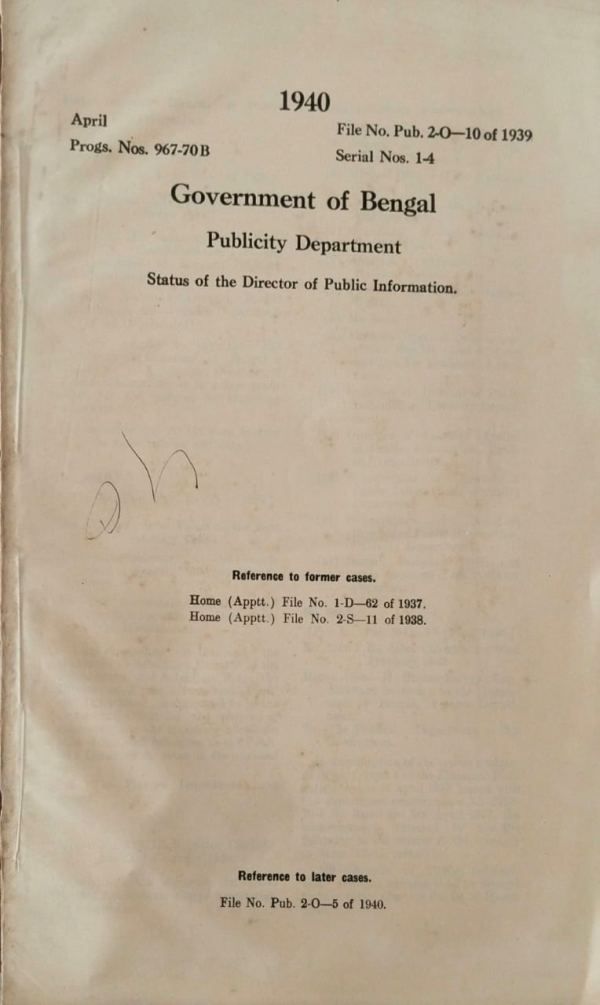 1940
April
File No. Pub. 2-O—10 of 1939
Progs. Nos. 967-70 B
Serial Nos. 1-4
Government of Bengal
Publicity Department
Status of the Director of Public Information.
Reference to former cases.
Home (Apptt.) File No. 1-D—62 of 1937.
Home (Apptt.) File No. 2-S—11 of 1938.
Reference to later cases.
File No. Pub. 2-O—5 of 1940.